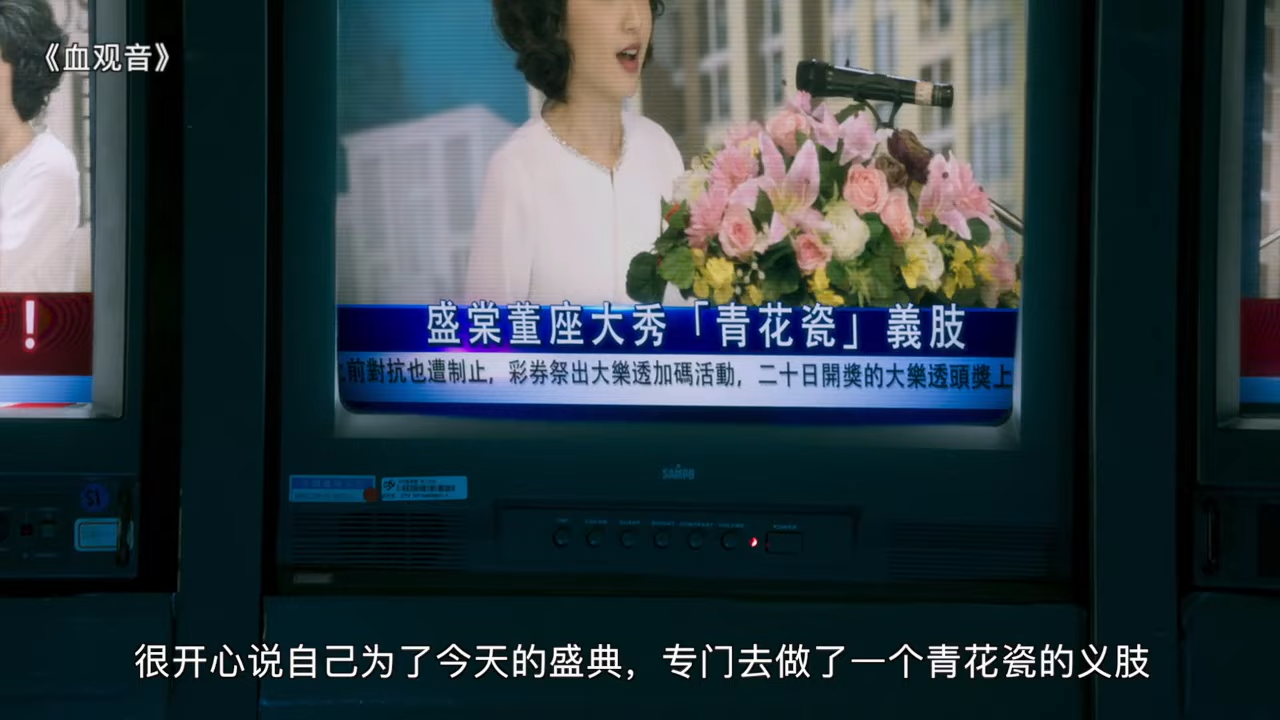 《血观音》
!
盛棠董座大秀「青花瓷」義肢
前對抗也遭制止，彩券祭出大樂透加碼活動，二十日開獎的大樂透頭獎上
SAMPO
12
很开心说自己为了今天的盛典，专门去做了一个青花瓷的义肢